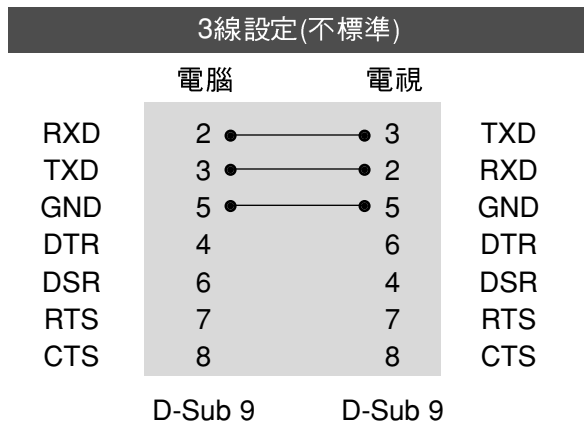 3線設定(不標準)
電腦 電視
RXD 2 3 TXD
TXD 3 2 RXD
GND 5 5 GND
DTR 4 6 DTR
DSR 6 4 DSR
RTS 7 7 RTS
CTS 8 8 CTS
D-Sub 9 D-Sub 9